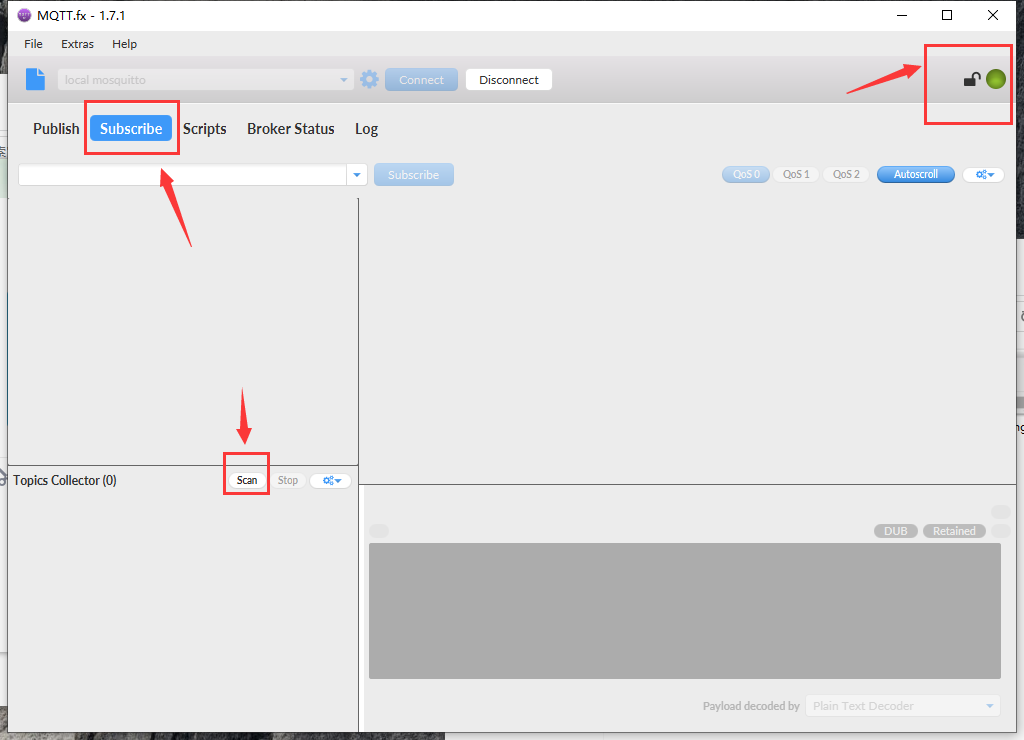 MQTT.fx - 1.7.1
File Extras Help
local mosquitto Connect Disconnect
Publish Subscribe Scripts Broker Status Log
Subscribe QoS 0 QoS 1 QoS 2 Autoscroll
Topics Collector (0) Scan Stop
DUB Retained
Payload decoded by Plain Text Decoder